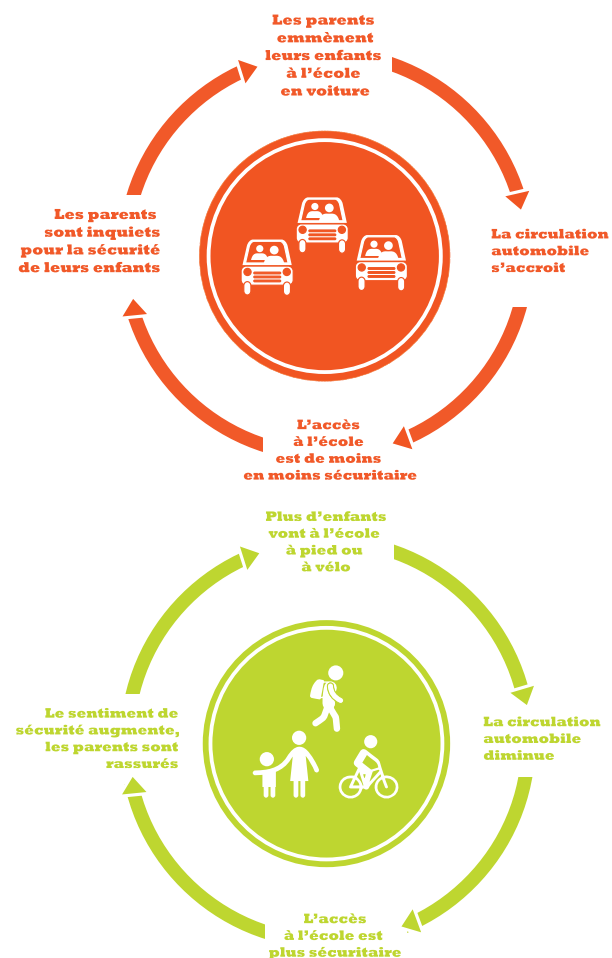 Les parents
emmènent
leurs enfants
à l’école
en voiture
La circulation
automobile
s’accroit
L’accès
à l’école
est de moins
en moins sécuritaire
Les parents
sont inquiets
pour la sécurité
de leurs enfants
Plus d’enfants
vont à l’école
à pied ou
à vélo
La circulation
automobile
diminue
L’accès
à l’école est
plus sécuritaire
Le sentiment de
sécurité augmente,
les parents sont
rassurés